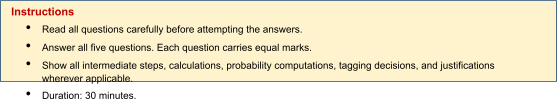 Instructions
• Read all questions carefully before attempting the answers.
• Answer all five questions. Each question carries equal marks.
• Show all intermediate steps, calculations, probability computations, tagging decisions, and justifications
wherever applicable.
• Duration: 30 minutes.